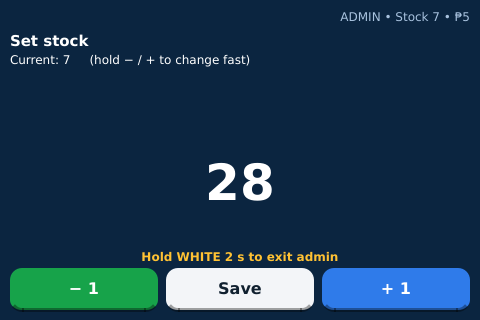 ADMIN • Stock 7 • ₱5
Set stock
Current: 7 (hold − / + to change fast)
28
Hold WHITE 2 s to exit admin
− 1
Save
+ 1